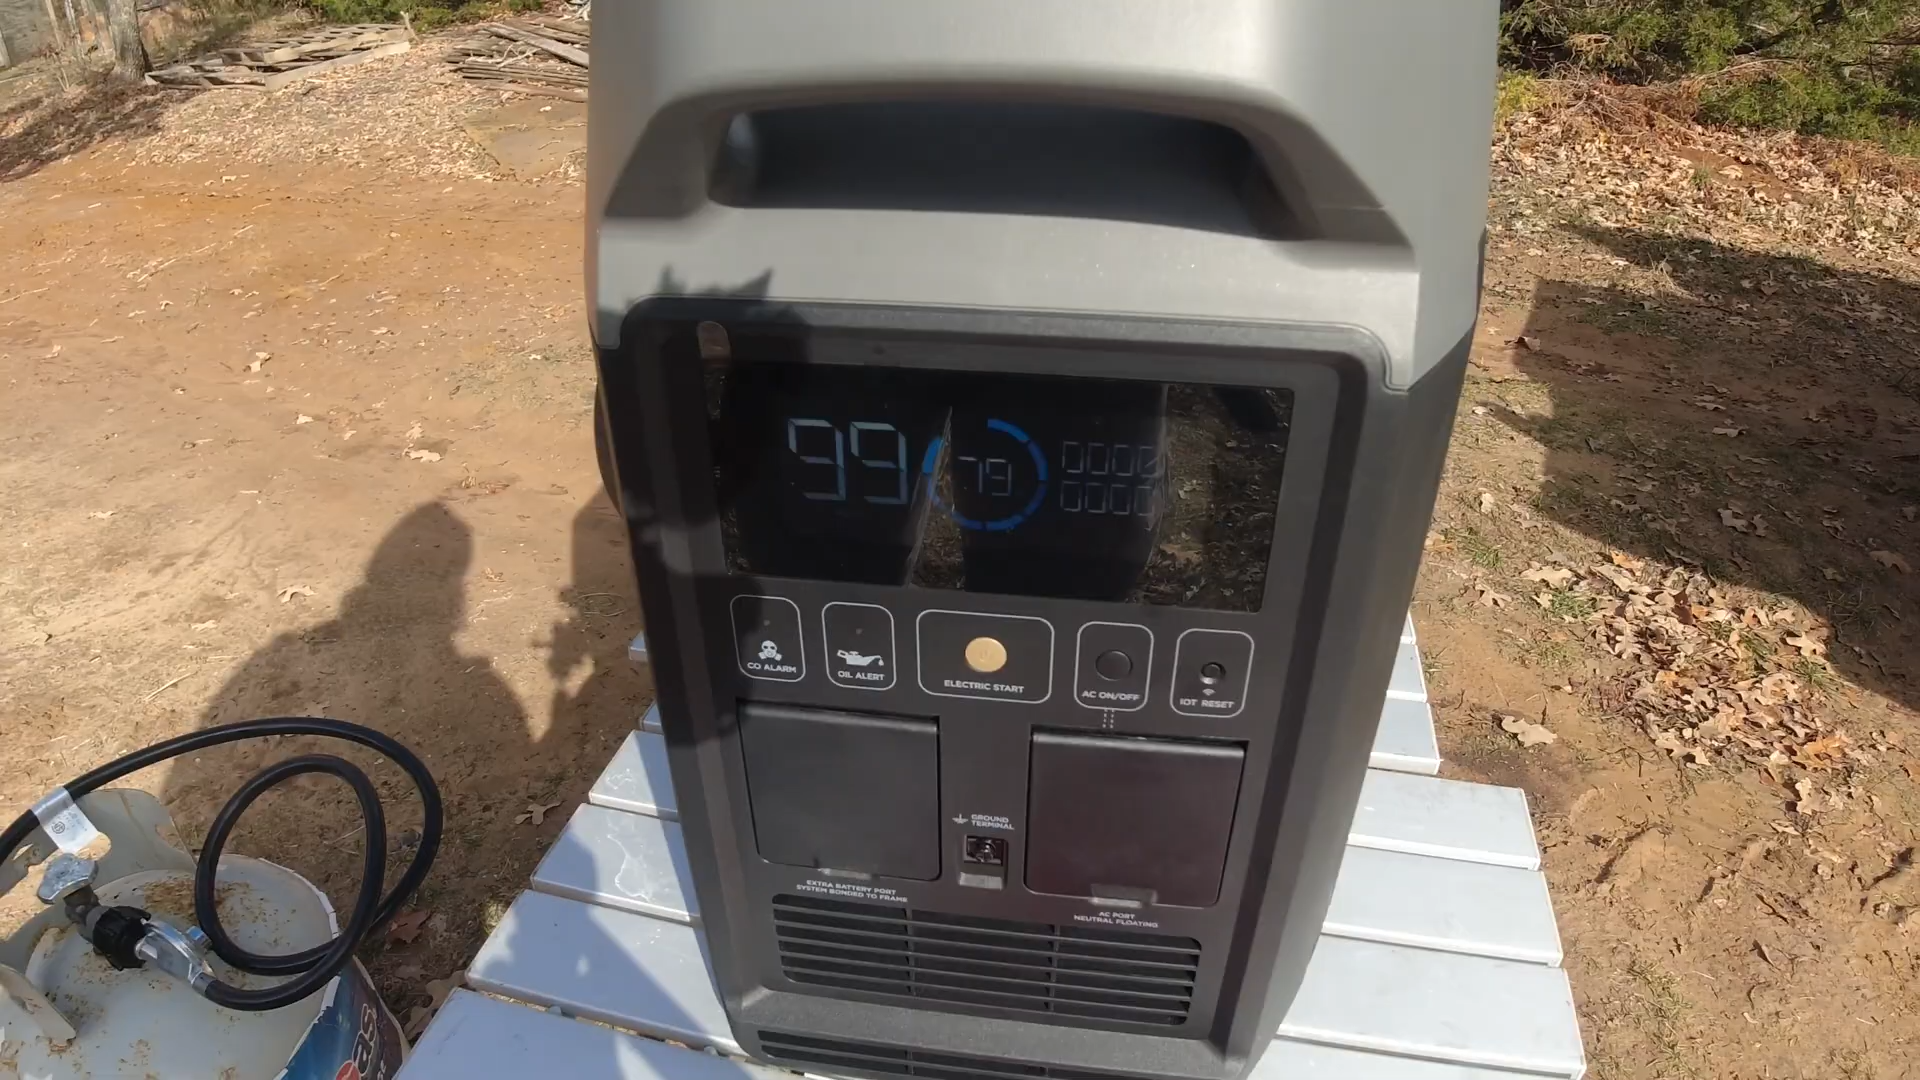 99
79
0000
0000
CO ALARM
OIL ALERT
ELECTRIC START
AC ON/OFF
IOT RESET
GROUND
TERMINAL
EXTRA BATTERY PORT
SYSTEM BONDED TO FRAME
AC PORT
NEUTRAL FLOATING
as